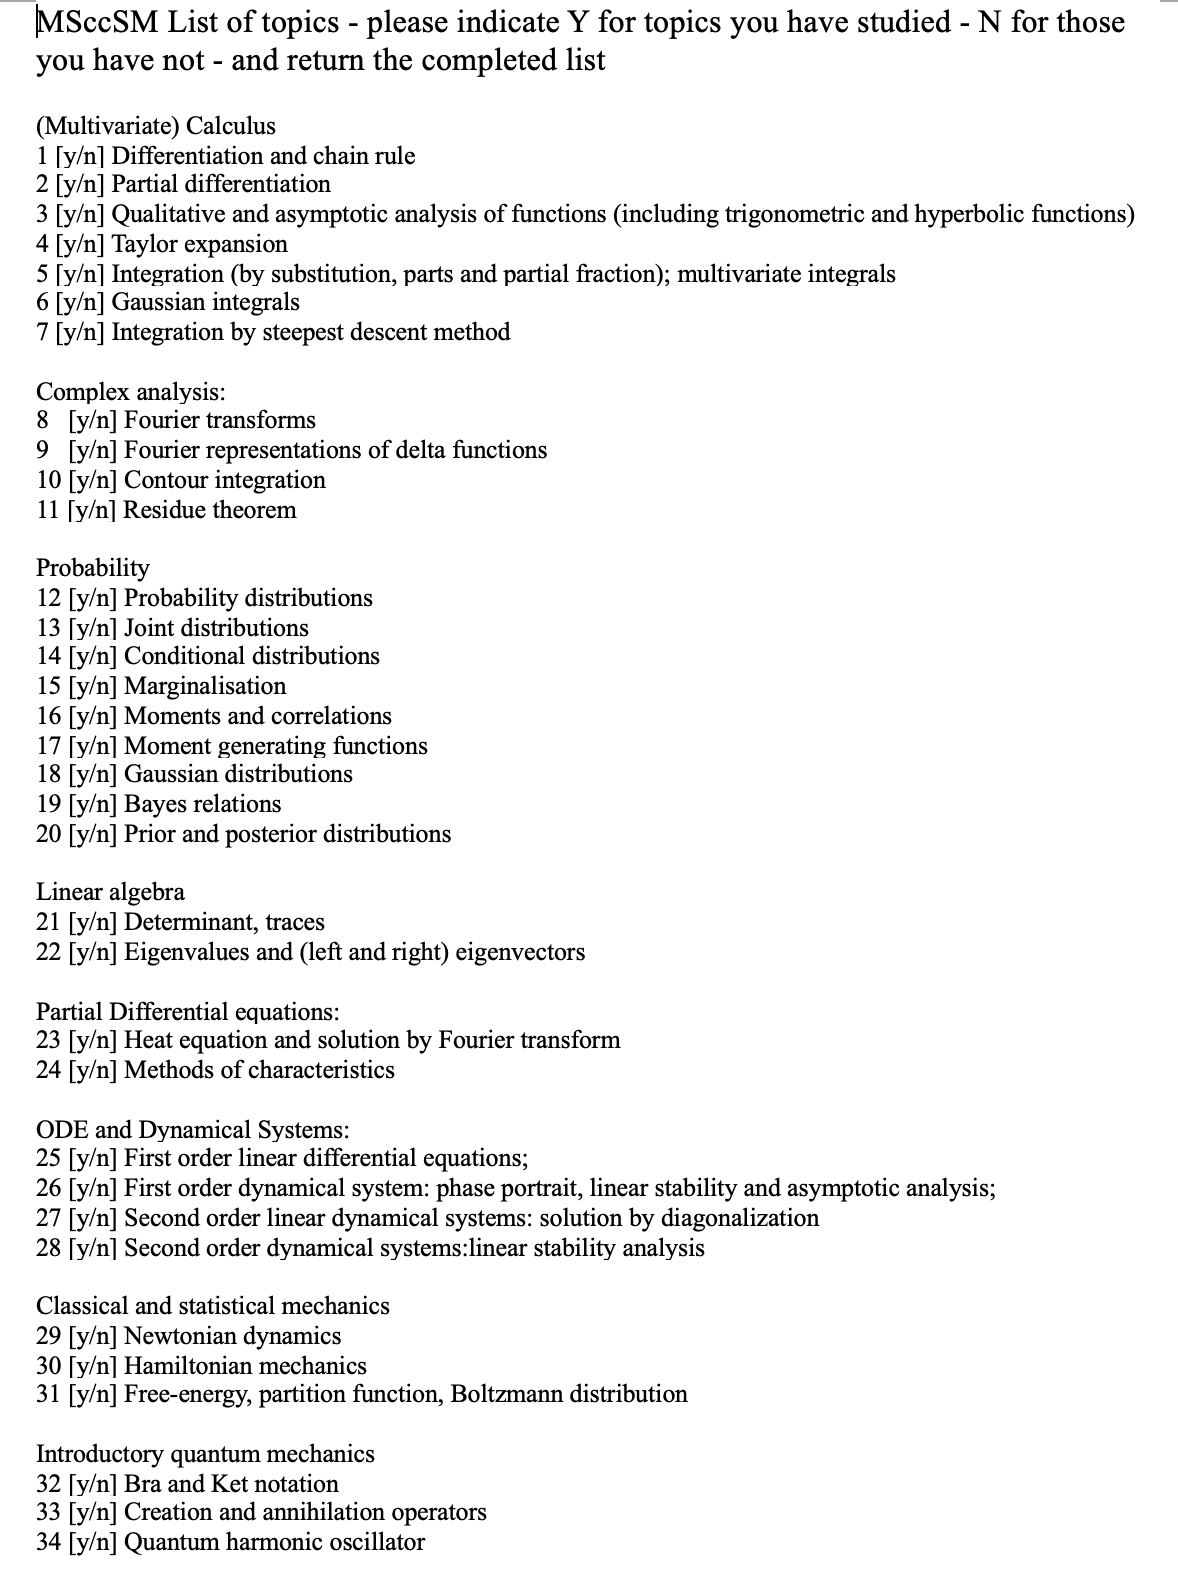 MSccSM List of topics - please indicate Y for topics you have studied - N for those
you have not - and return the completed list
(Multivariate) Calculus
1 [y/n] Differentiation and chain rule
2 [y/n] Partial differentiation
3 [y/n] Qualitative and asymptotic analysis of functions (including trigonometric and hyperbolic functions)
4 [y/n] Taylor expansion
5 [y/n] Integration (by substitution, parts and partial fraction); multivariate integrals
6 [y/n] Gaussian integrals
7 [y/n] Integration by steepest descent method
Complex analysis:
8 [y/n] Fourier transforms
9 [y/n] Fourier representations of delta functions
10 [y/n] Contour integration
11 [y/n] Residue theorem
Probability
12 [y/n] Probability distributions
13 [y/n] Joint distributions
14 [y/n] Conditional distributions
15 [y/n] Marginalisation
16 [y/n] Moments and correlations
17 [y/n] Moment generating functions
18 [y/n] Gaussian distributions
19 [y/n] Bayes relations
20 [y/n] Prior and posterior distributions
Linear algebra
21 [y/n] Determinant, traces
22 [y/n] Eigenvalues and (left and right) eigenvectors
Partial Differential equations:
23 [y/n] Heat equation and solution by Fourier transform
24 [y/n] Methods of characteristics
ODE and Dynamical Systems:
25 [y/n] First order linear differential equations;
26 [y/n] First order dynamical system: phase portrait, linear stability and asymptotic analysis;
27 [y/n] Second order linear dynamical systems: solution by diagonalization
28 [y/n] Second order dynamical systems:linear stability analysis
Classical and statistical mechanics
29 [y/n] Newtonian dynamics
30 [y/n] Hamiltonian mechanics
31 [y/n] Free-energy, partition function, Boltzmann distribution
Introductory quantum mechanics
32 [y/n] Bra and Ket notation
33 [y/n] Creation and annihilation operators
34 [y/n] Quantum harmonic oscillator